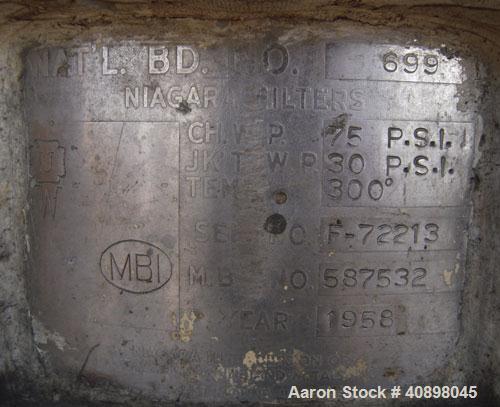 NAT'L. BD. NO. 699
NIAGARA FILTERS
CH. W. P. 75 P.S.I.
JKT. W P 30 P.S.I.
U
TEM 300°
W
SER NO. F-72213
MBI
M.B. NO. 587532
YEAR 1958
Aaron Stock # 40898045